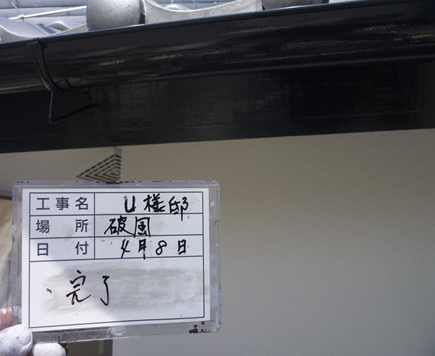 工事名 U様邸
場所 破風
日付 4月8日
、完了